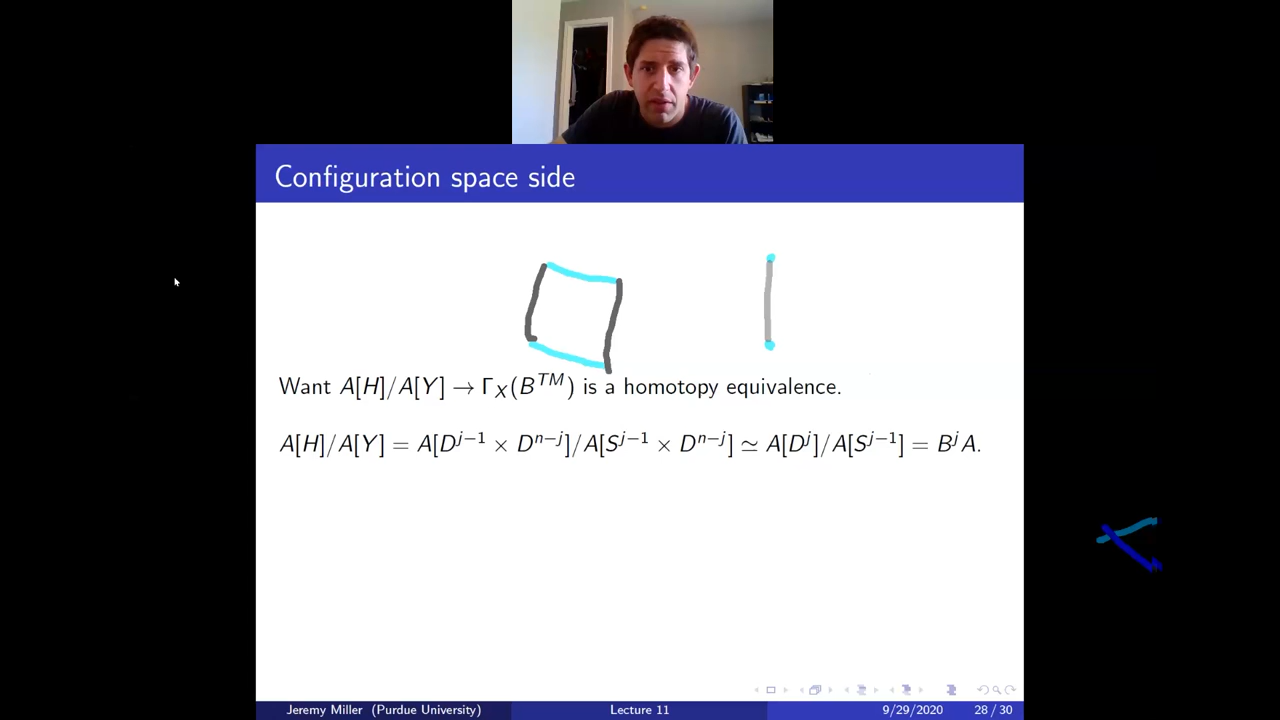 Configuration space side
Want A[H]/A[Y] → Γ_X(B^{TM}) is a homotopy equivalence.
A[H]/A[Y] = A[D^{j−1} × D^{n−j}]/A[S^{j−1} × D^{n−j}] ≃ A[D^j]/A[S^{j−1}] = B^jA.
Jeremy Miller (Purdue University) Lecture 11 9/29/2020 28 / 30